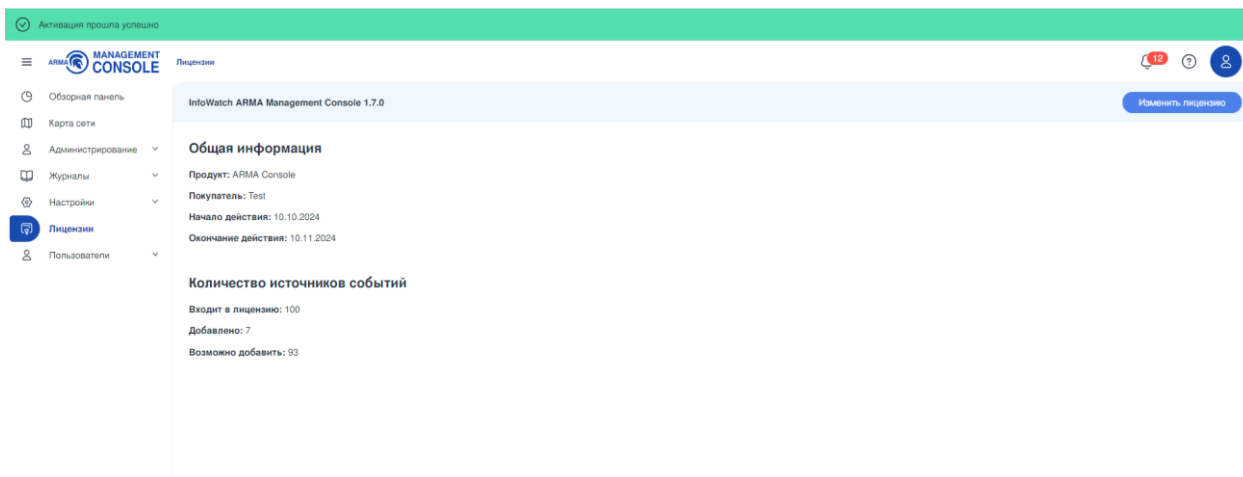 Активация прошла успешно
ARMA MANAGEMENT CONSOLE
Лицензии
12
?
Обзорная панель
Карта сети
Администрирование
Журналы
Настройки
Лицензии
Пользователи
InfoWatch ARMA Management Console 1.7.0
Изменить лицензию
Общая информация
Продукт: ARMA Console
Покупатель: Test
Начало действия: 10.10.2024
Окончание действия: 10.11.2024
Количество источников событий
Входит в лицензию: 100
Добавлено: 7
Возможно добавить: 93